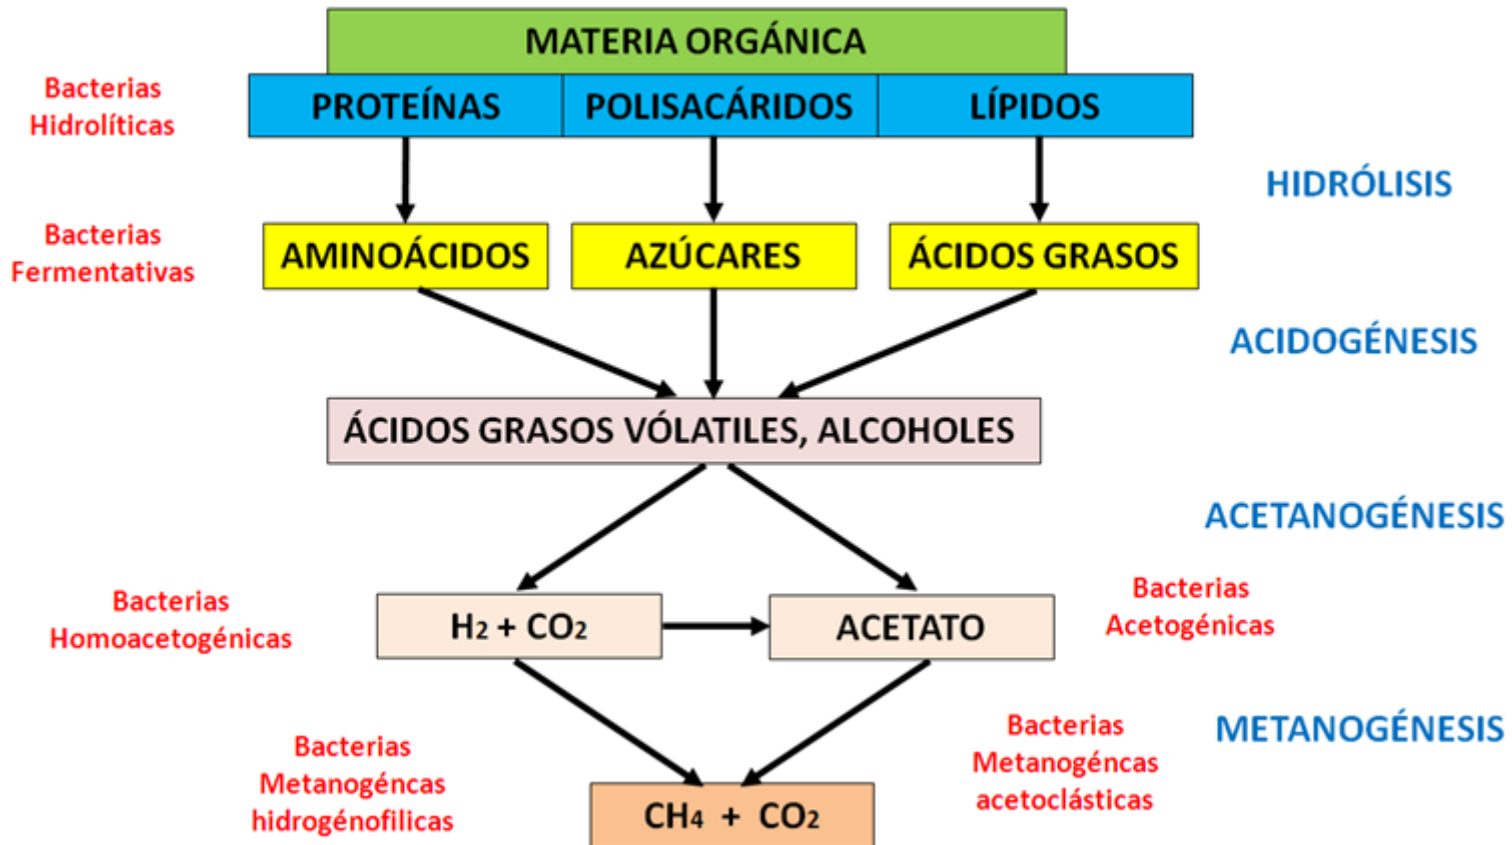 MATERIA ORGÁNICA
Bacterias
Hidrolíticas
PROTEÍNAS
POLISACÁRIDOS
LÍPIDOS
HIDRÓLISIS
Bacterias
Fermentativas
AMINOÁCIDOS
AZÚCARES
ÁCIDOS GRASOS
ACIDOGÉNESIS
ÁCIDOS GRASOS VÓLATILES, ALCOHOLES
ACETANOGÉNESIS
Bacterias
Homoacetogénicas
H2 + CO2
ACETATO
Bacterias
Acetogénicas
METANOGÉNESIS
Bacterias
Metanogéncas
hidrogénofilicas
Bacterias
Metanogéncas
acetoclásticas
CH4 + CO2